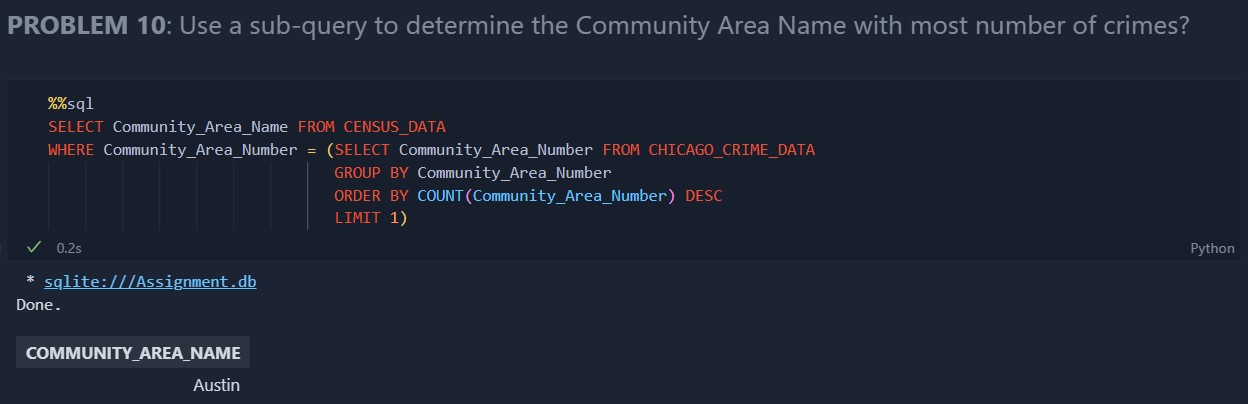 PROBLEM 10: Use a sub-query to determine the Community Area Name with most number of crimes?
%%sql
SELECT Community_Area_Name FROM CENSUS_DATA
WHERE Community_Area_Number = (SELECT Community_Area_Number FROM CHICAGO_CRIME_DATA
GROUP BY Community_Area_Number
ORDER BY COUNT(Community_Area_Number) DESC
LIMIT 1)
0.2s
Python
* sqlite:///Assignment.db
Done.
COMMUNITY_AREA_NAME
Austin